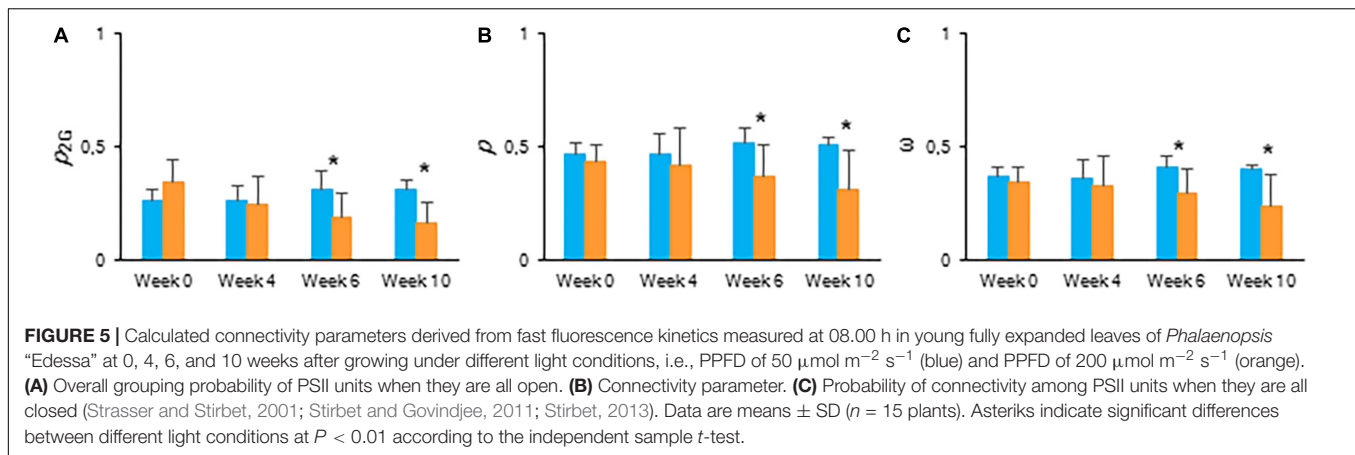 A
B
C
1
0,5
0
p2G
* *
Week 0 Week 4 Week 6 Week 10
1
0,5
0
p
* *
Week 0 Week 4 Week 6 Week 10
1
0,5
0
ω
* *
Week 0 Week 4 Week 6 Week 10
FIGURE 5 | Calculated connectivity parameters derived from fast fluorescence kinetics measured at 08.00 h in young fully expanded leaves of Phalaenopsis
“Edessa” at 0, 4, 6, and 10 weeks after growing under different light conditions, i.e., PPFD of 50 μmol m−2 s−1 (blue) and PPFD of 200 μmol m−2 s−1 (orange).
(A) Overall grouping probability of PSII units when they are all open. (B) Connectivity parameter. (C) Probability of connectivity among PSII units when they are all
closed (Strasser and Stirbet, 2001; Stirbet and Govindjee, 2011; Stirbet, 2013). Data are means ± SD (n = 15 plants). Asteriks indicate significant differences
between different light conditions at P < 0.01 according to the independent sample t-test.